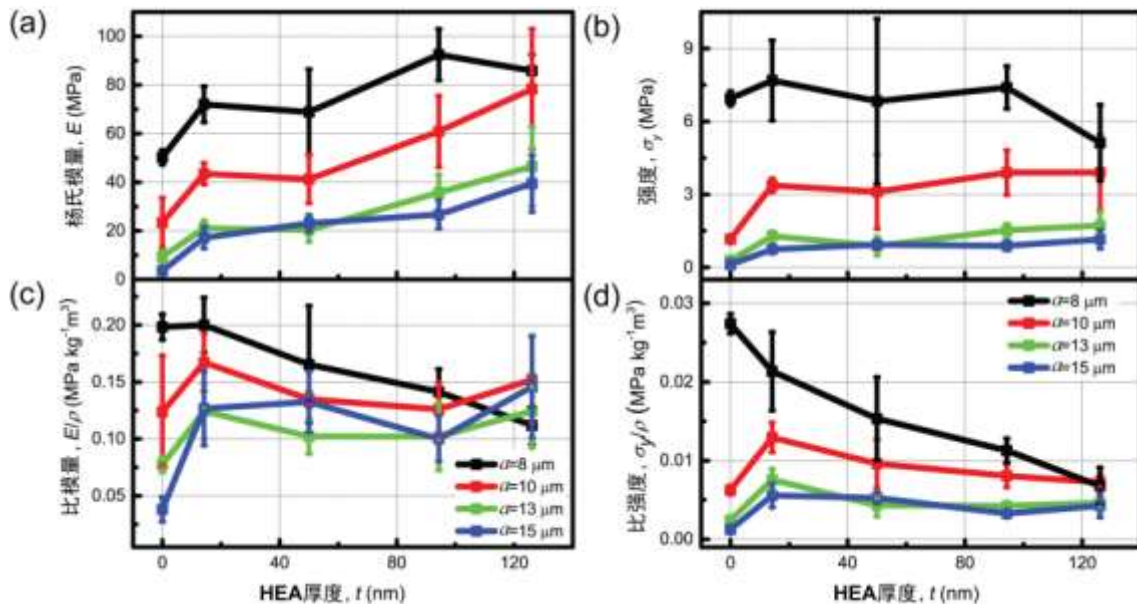 (a)
100
80
60
40
20
0
杨氏模量, E (MPa)
(b)
9
6
3
0
强度, σy (MPa)
(c)
0.20
0.15
0.10
0.05
比模量, E/ρ (MPa kg⁻¹m³)
a=8 μm
a=10 μm
a=13 μm
a=15 μm
0 40 80 120
HEA厚度, t (nm)
(d)
0.03
0.02
0.01
0.00
比强度, σy/ρ (MPa kg⁻¹m³)
a=8 μm
a=10 μm
a=13 μm
a=15 μm
0 40 80 120
HEA厚度, t (nm)